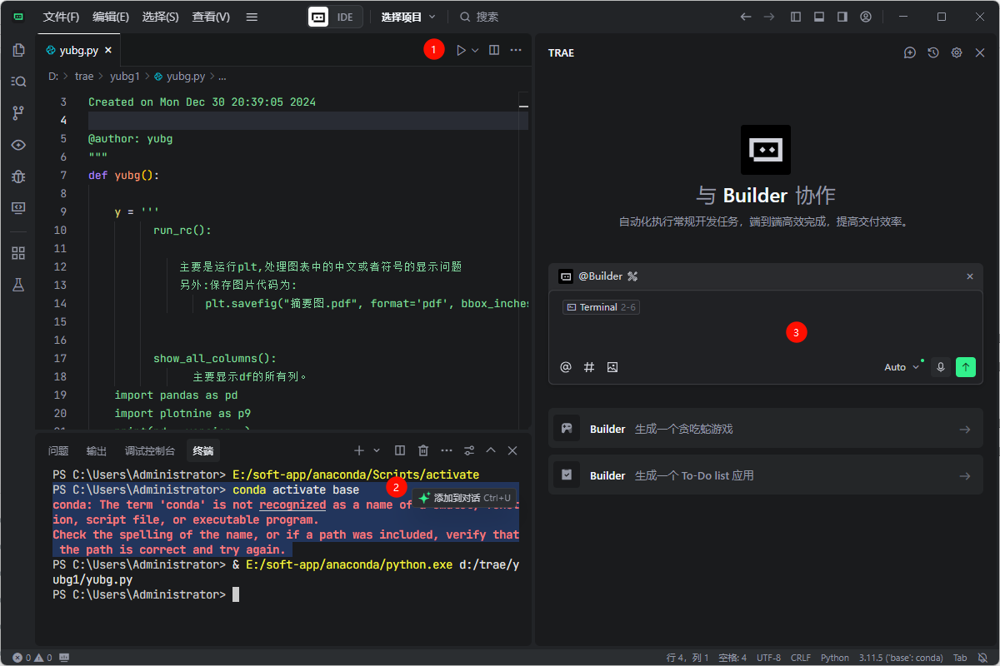 文件(F) 编辑(E) 选择(S) 查看(V) IDE 选择项目 搜索
yubg.py
1
D: > trae > yubg1 > yubg.py > ...
3 Created on Mon Dec 30 20:39:05 2024
4
5 @author: yubg
6 """
7 def yubg():
8
9 y = '''
10 run_rc():
11
12 主要是运行plt,处理图表中的中文或者符号的显示问题
13 另外:保存图片代码为:
14 plt.savefig("摘要图.pdf", format='pdf', bbox_inches
15
16
17 show_all_columns():
18 主要显示df的所有列。
19 import pandas as pd
20 import plotnine as p9
问题 输出 调试控制台 终端
PS C:\Users\Administrator> E:/soft-app/anaconda/Scripts/activate
PS C:\Users\Administrator> conda activate base
2
添加到对话 Ctrl+U
conda: The term 'conda' is not recognized as a name of a
ion, script file, or executable program.
Check the spelling of the name, or if a path was included, verify that
the path is correct and try again.
PS C:\Users\Administrator> & E:/soft-app/anaconda/python.exe d:/trae/y
ubg1/yubg.py
PS C:\Users\Administrator>
TRAE
与 Builder 协作
自动化执行常规开发任务，端到端高效完成，提高交付效率。
@Builder
Terminal 2-6
3
@ # Auto
Builder 生成一个贪吃蛇游戏
Builder 生成一个 To-Do list 应用
0 0 行 4，列 1 空格: 4 UTF-8 CRLF Python 3.11.5 ('base': conda) Tab